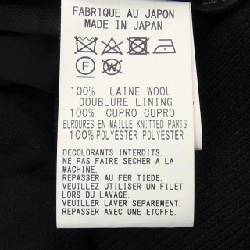 FABRIQUE AU JAPON
MADE IN JAPAN
100% LAINE WOOL
DOUBLURE LINING
100% CUPRO CUPRO
EURDURES EN MAILLE KNITTED PARTS
100% POLYESTER POLYESTER
DECOLORANTS INTERDITS.
NE PAS FAIRE SECHER A LA
MACHINE.
REPASSER AU FER TIEDE.
VEUILLEZ UTILISER UN FILET
LORS DU LAVAGE.
VEUILLEZ LAVER SEPAREMENT.
REPASSER AVEC UNE ETOFFE.